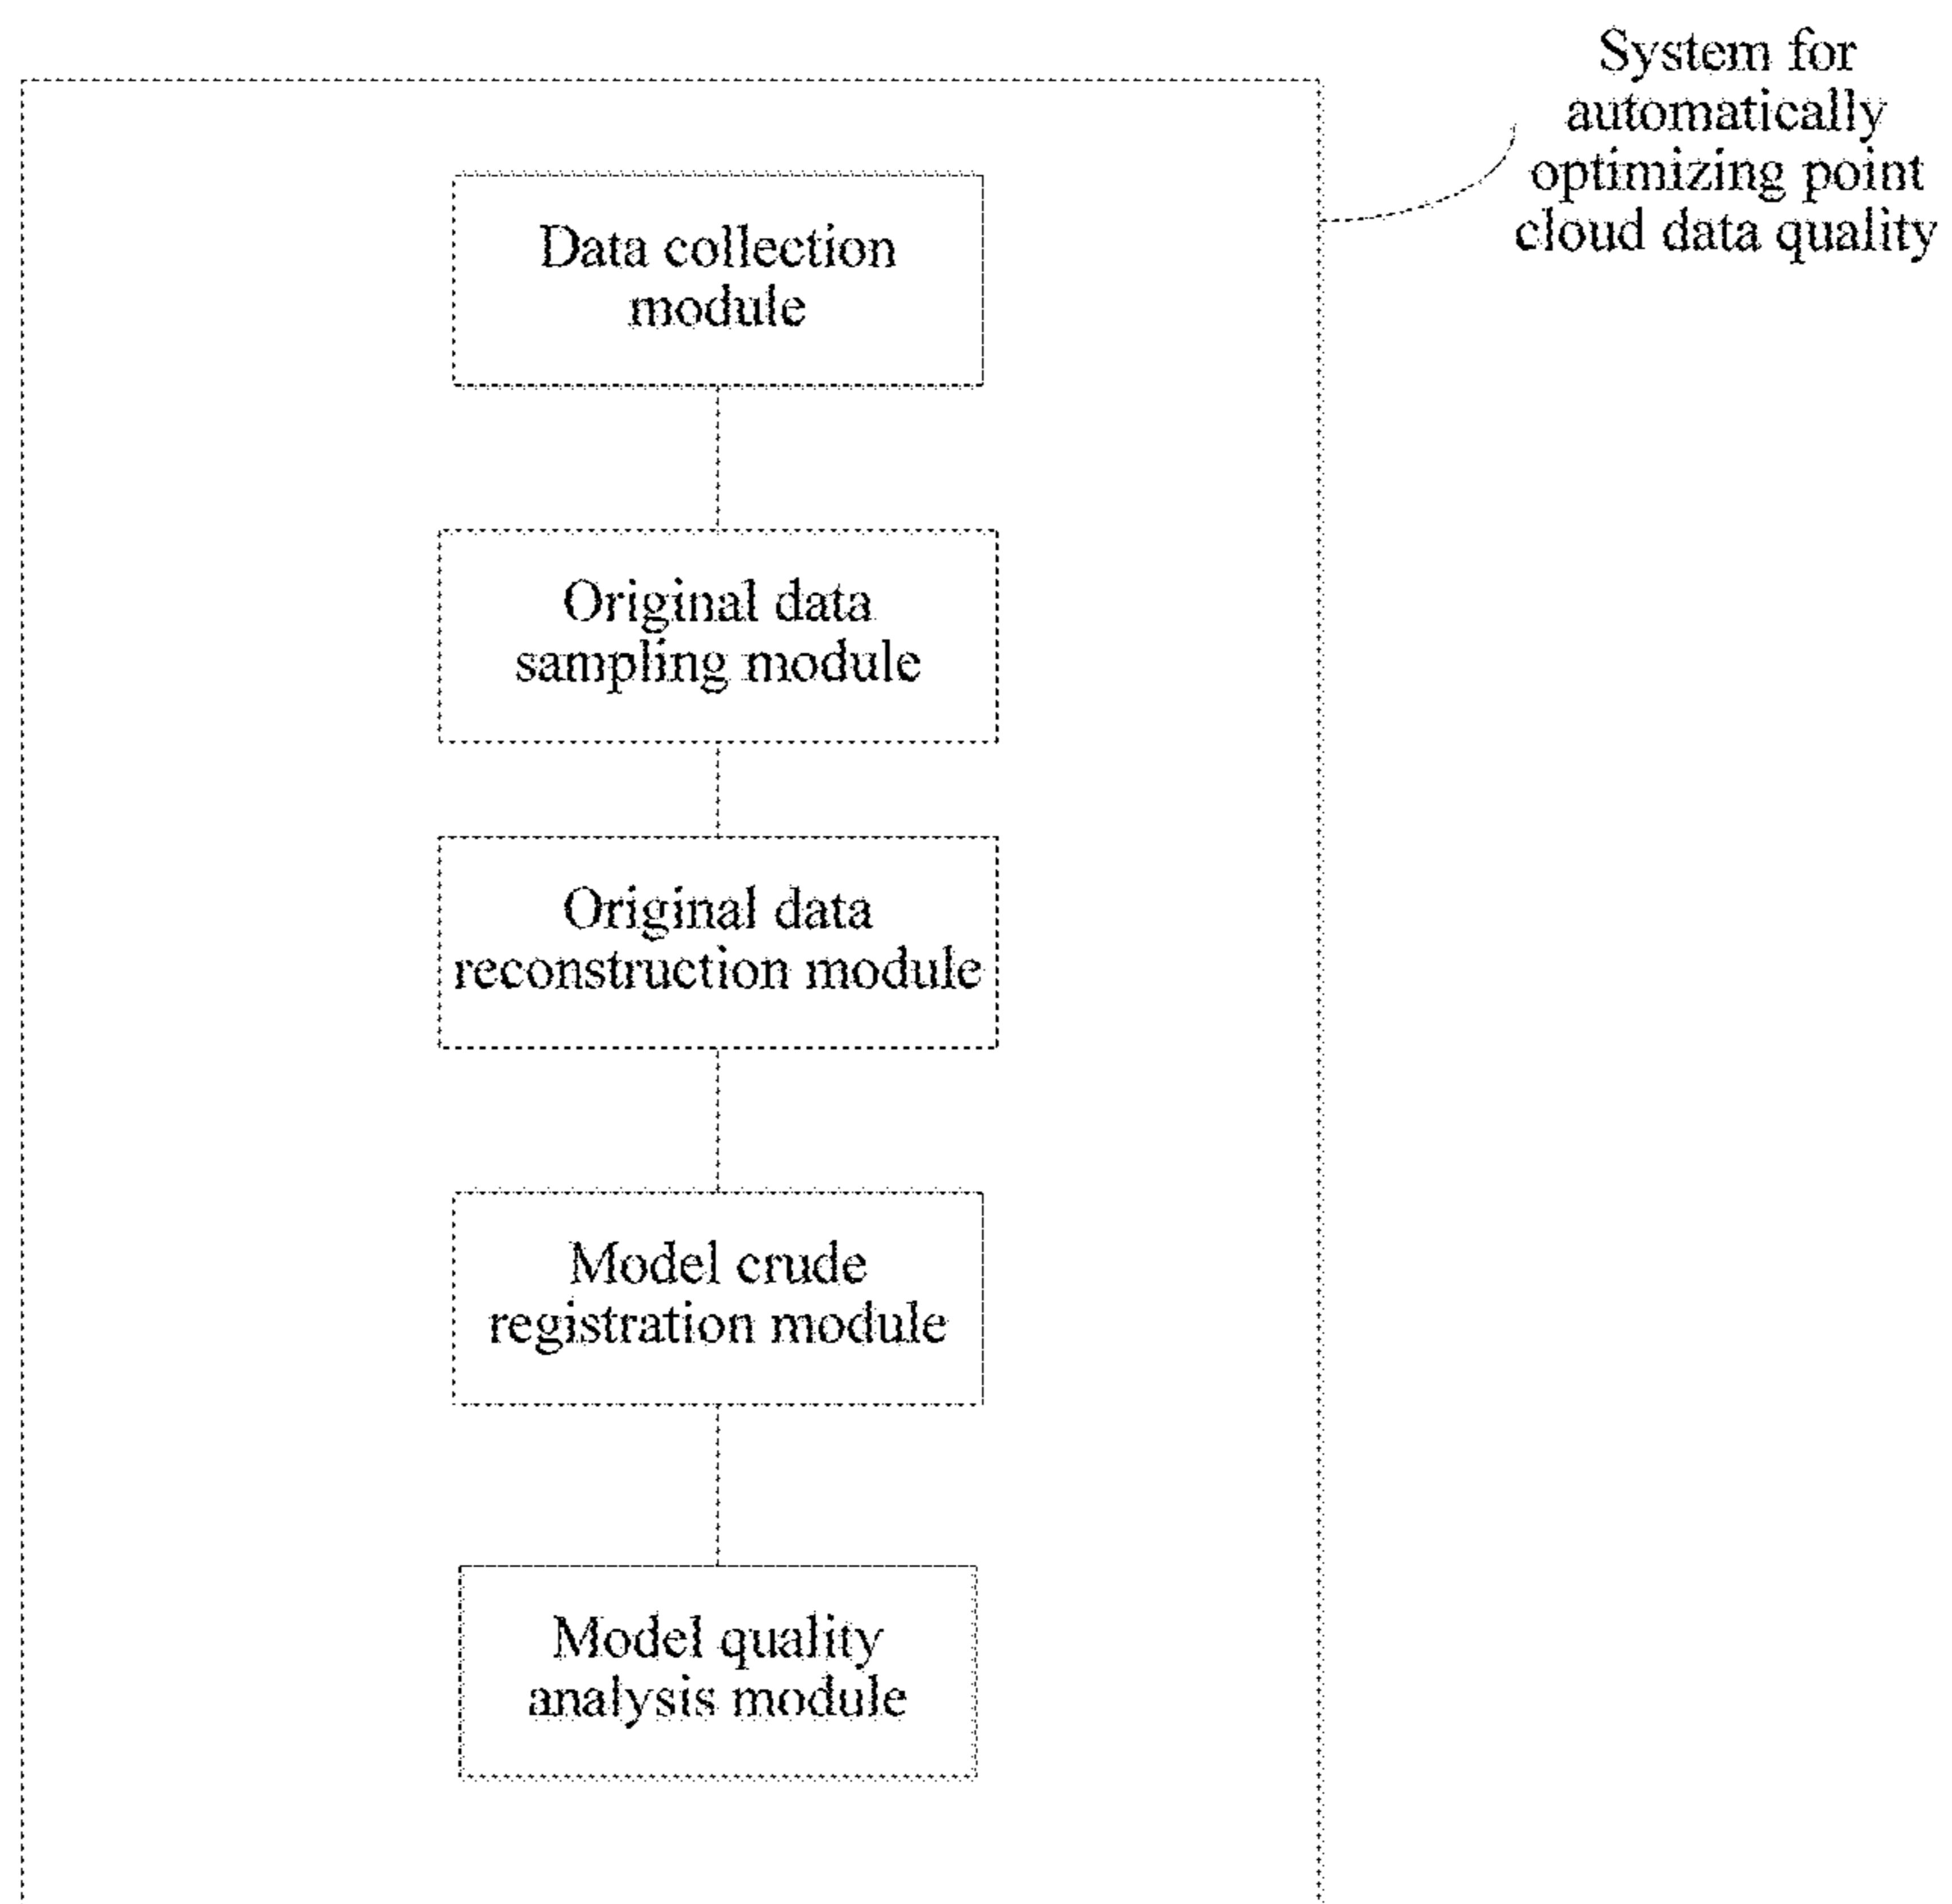 System for
automatically
optimizing point
cloud data quality
Data collection
module
Original data
sampling module
Original data
reconstruction module
Model crude
registration module
Model quality
analysis module